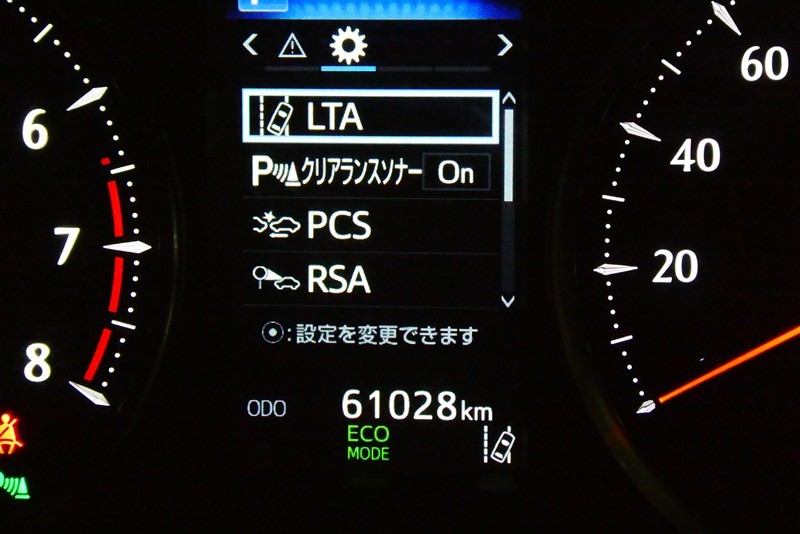 LTA
P クリアランスソナー On
PCS
RSA
⦿:設定を変更できます
ODO 61028km
ECO
MODE
6
7
8
60
40
20